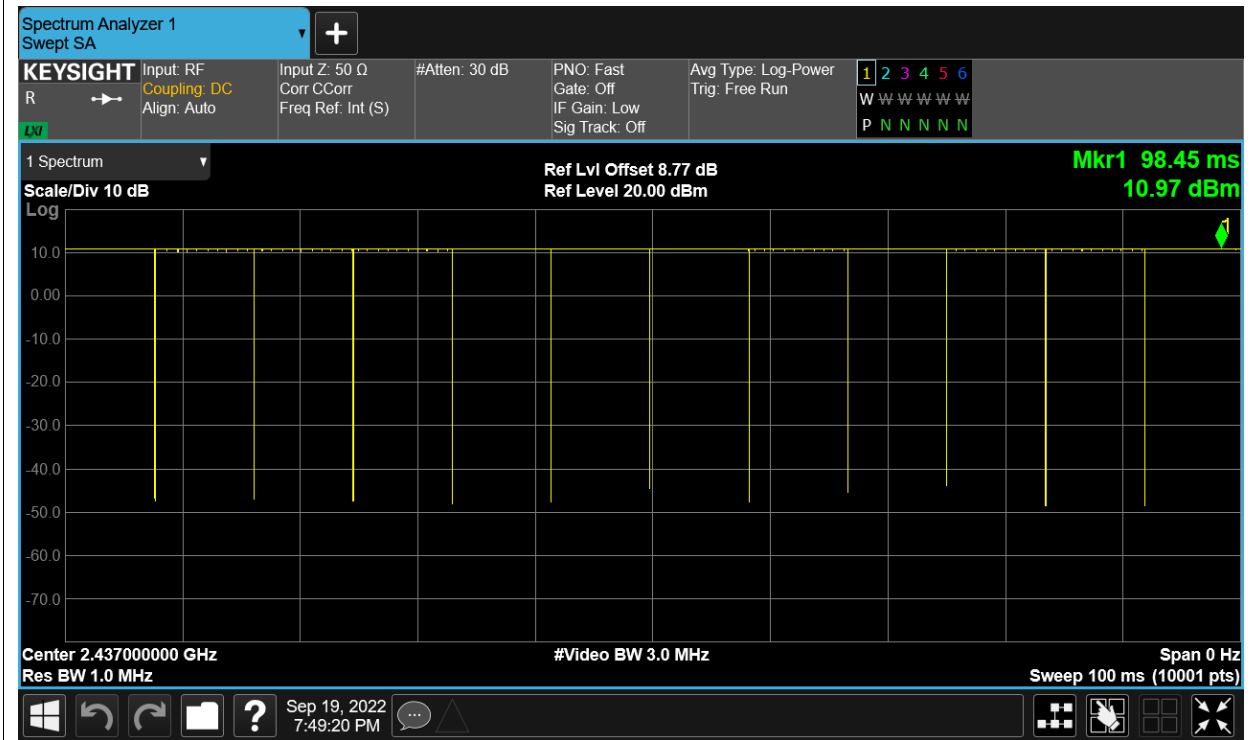 Spectrum Analyzer 1
Swept SA
KEYSIGHT
R
LXI
Input: RF
Coupling: DC
Align: Auto
Input Z: 50 Ω
Corr CCorr
Freq Ref: Int (S)
#Atten: 30 dB
PNO: Fast
Gate: Off
IF Gain: Low
Sig Track: Off
Avg Type: Log-Power
Trig: Free Run
1 2 3 4 5 6
W W W W W W
P N N N N N
1 Spectrum
Scale/Div 10 dB
Log
Ref Lvl Offset 8.77 dB
Ref Level 20.00 dBm
Mkr1 98.45 ms
10.97 dBm
1
10.0
0.00
-10.0
-20.0
-30.0
-40.0
-50.0
-60.0
-70.0
Center 2.437000000 GHz
Res BW 1.0 MHz
#Video BW 3.0 MHz
Span 0 Hz
Sweep 100 ms (10001 pts)
?
Sep 19, 2022
7:49:20 PM